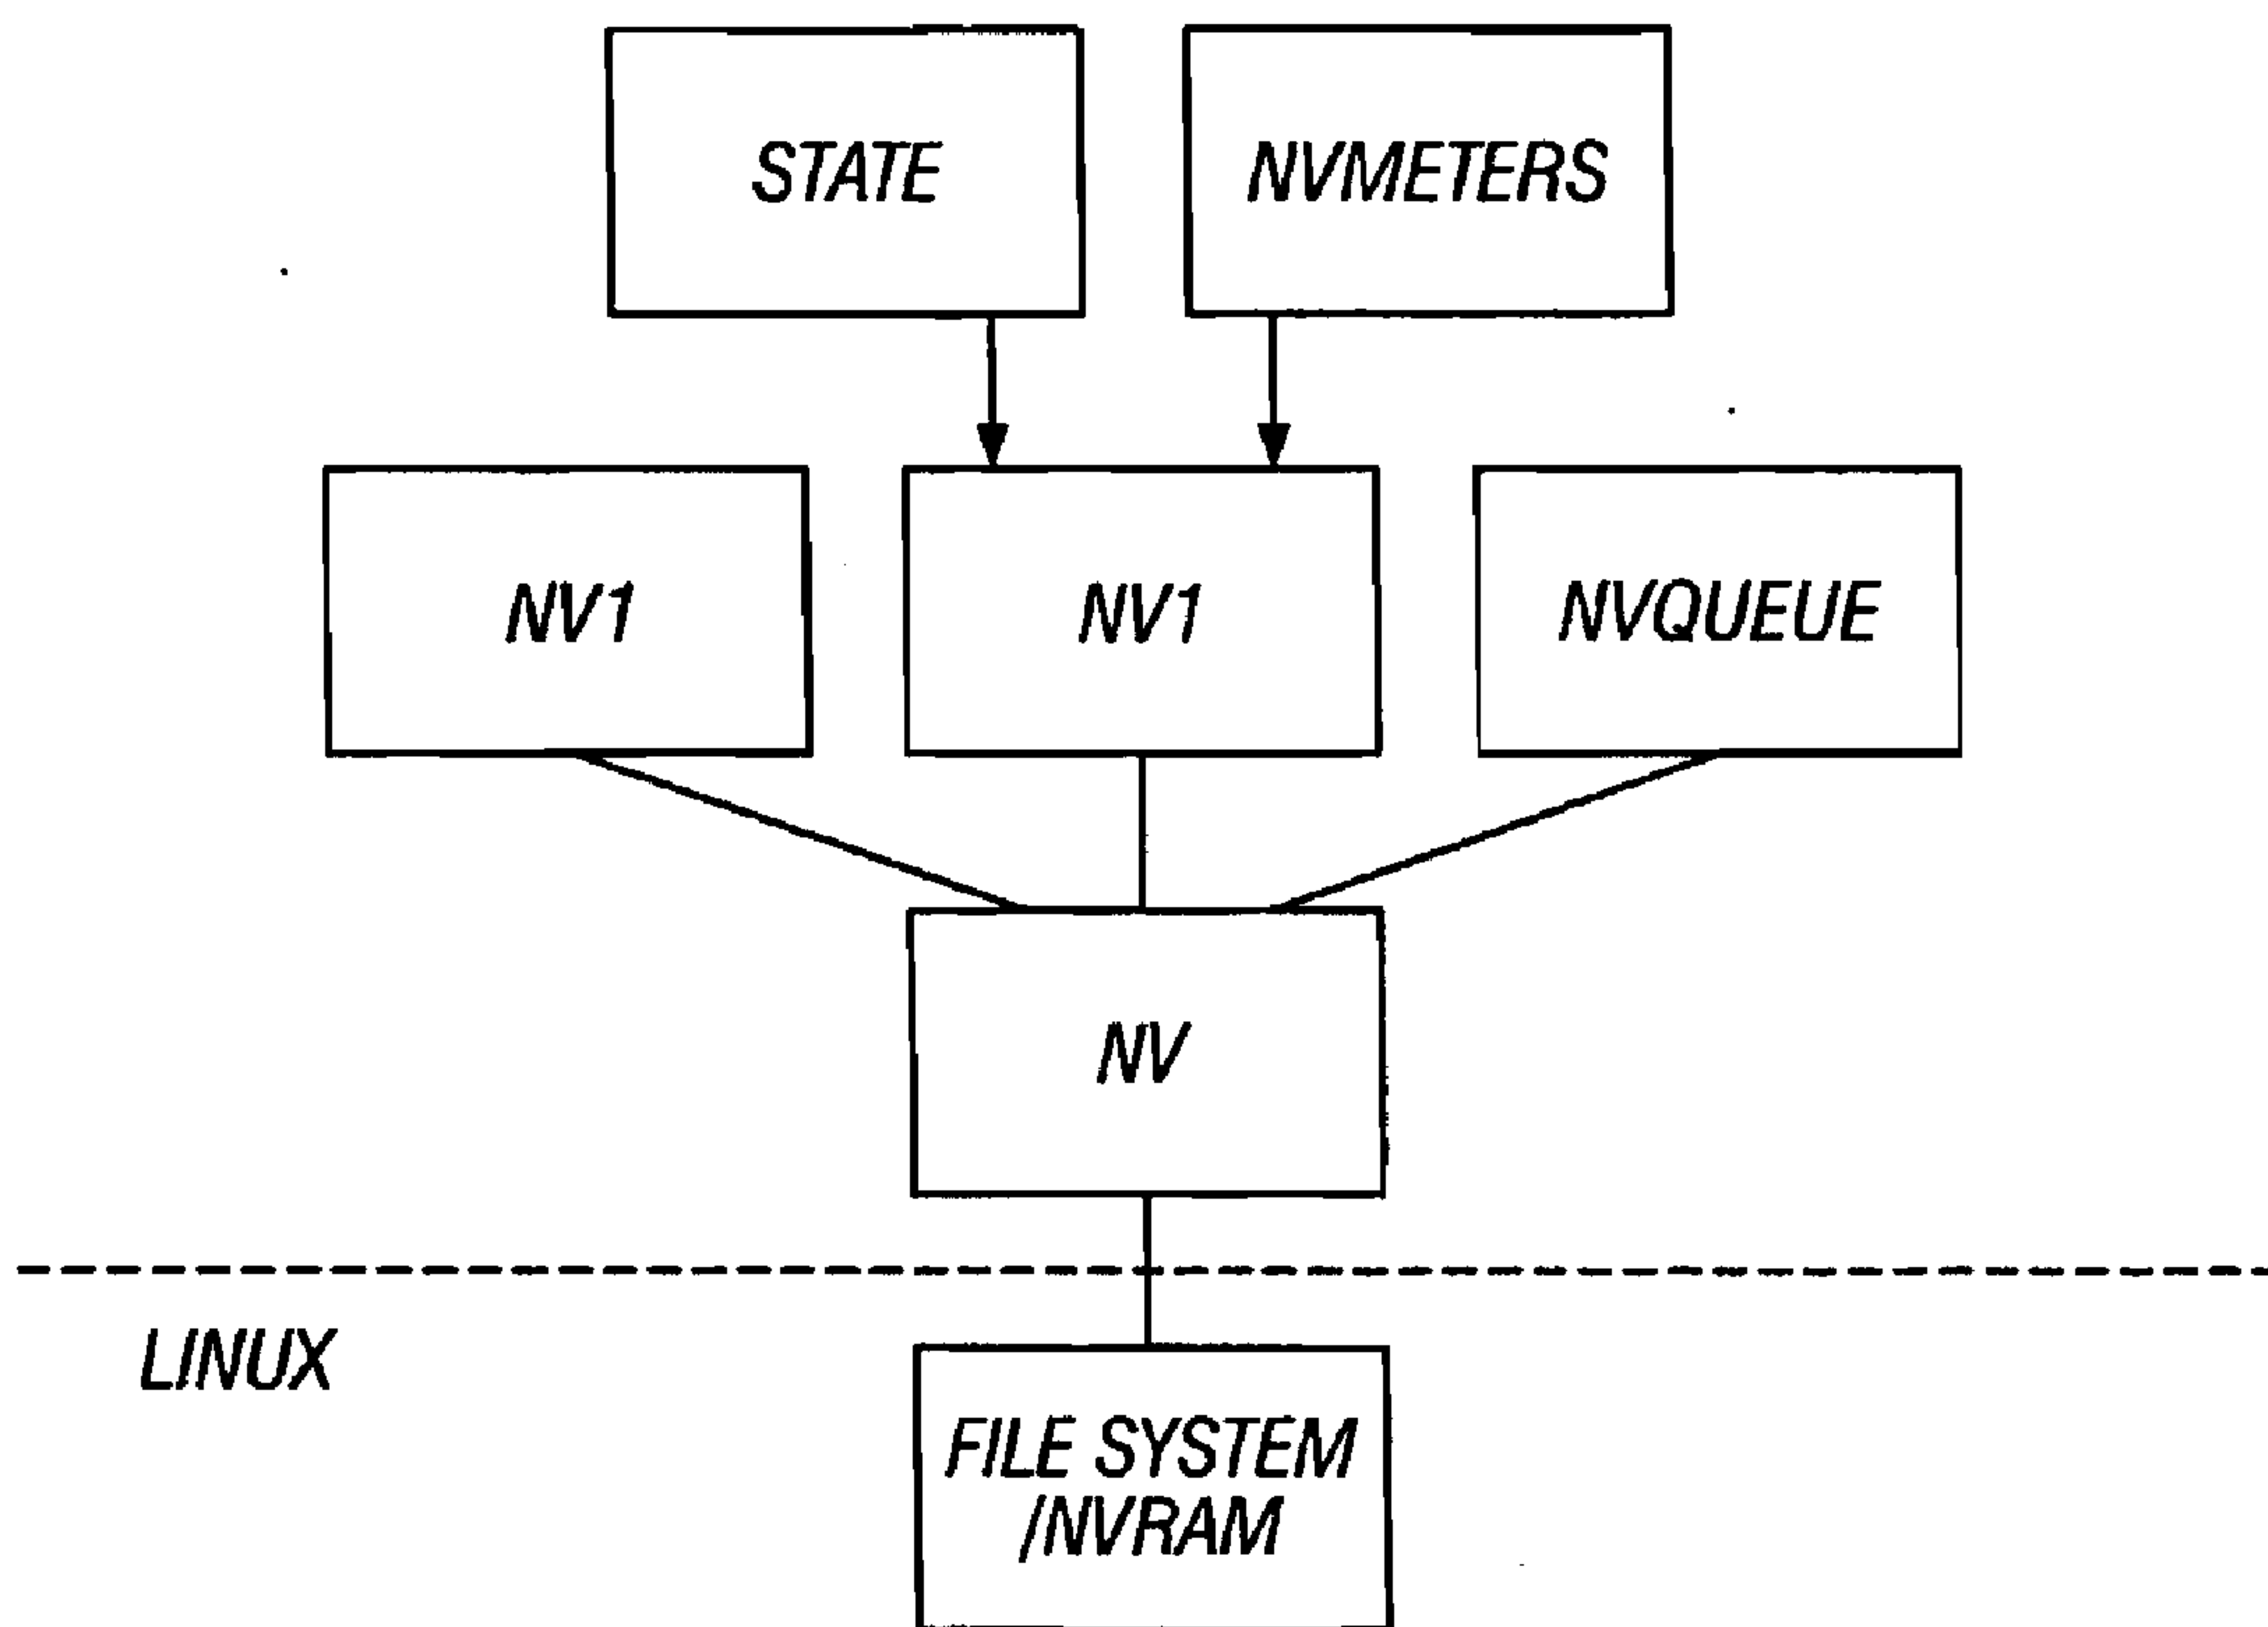 STATE
NVMETERS
NV1
NV1
NVQUEUE
NV
LINUX
FILE SYSTEM
/NVRAM